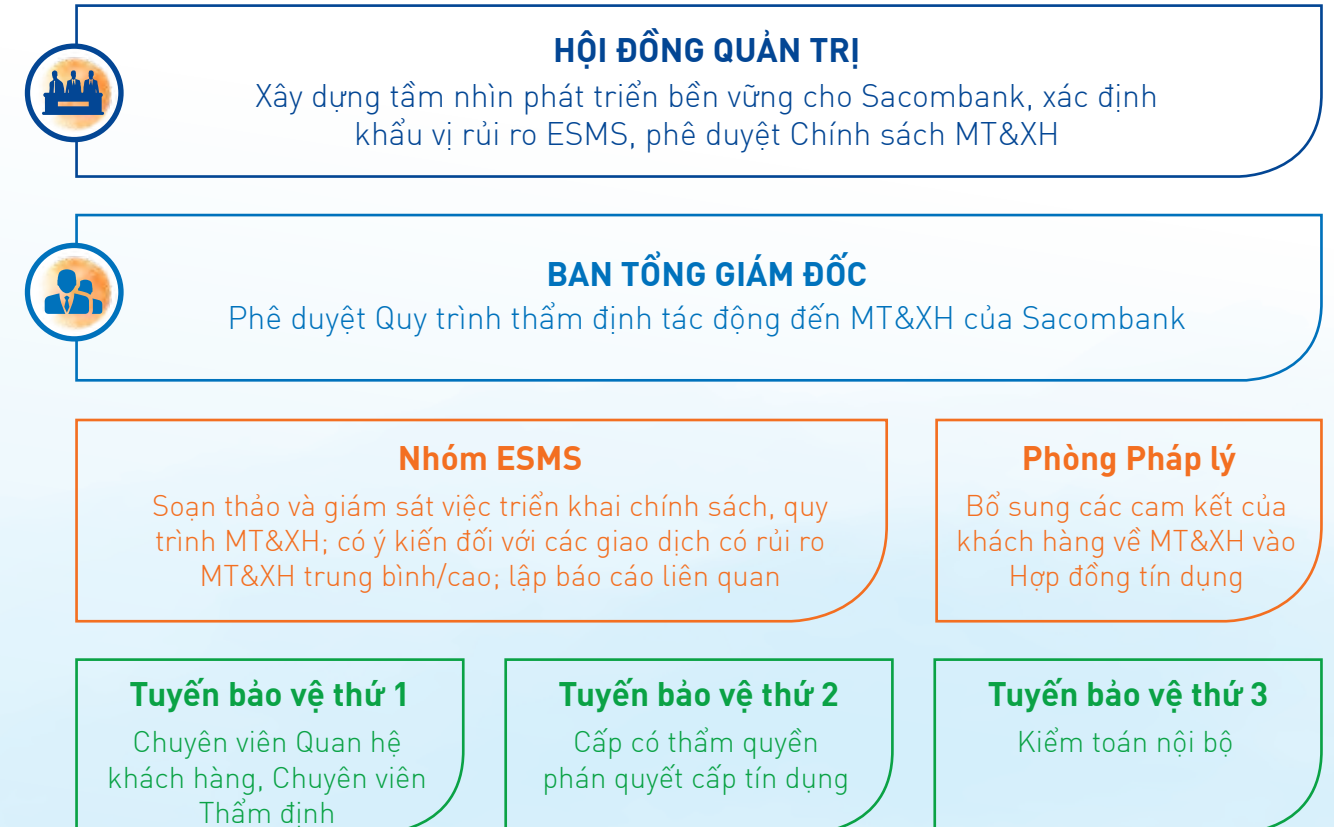 HỘI ĐỒNG QUẢN TRỊ
Xây dựng tầm nhìn phát triển bền vững cho Sacombank, xác định
khẩu vị rủi ro ESMS, phê duyệt Chính sách MT&XH
BAN TỔNG GIÁM ĐỐC
Phê duyệt Quy trình thẩm định tác động đến MT&XH của Sacombank
Nhóm ESMS
Soạn thảo và giám sát việc triển khai chính sách, quy
trình MT&XH; có ý kiến đối với các giao dịch có rủi ro
MT&XH trung bình/cao; lập báo cáo liên quan
Phòng Pháp lý
Bổ sung các cam kết của
khách hàng về MT&XH vào
Hợp đồng tín dụng
Tuyến bảo vệ thứ 1
Chuyên viên Quan hệ
khách hàng, Chuyên viên
Thẩm định
Tuyến bảo vệ thứ 2
Cấp có thẩm quyền
phán quyết cấp tín dụng
Tuyến bảo vệ thứ 3
Kiểm toán nội bộ